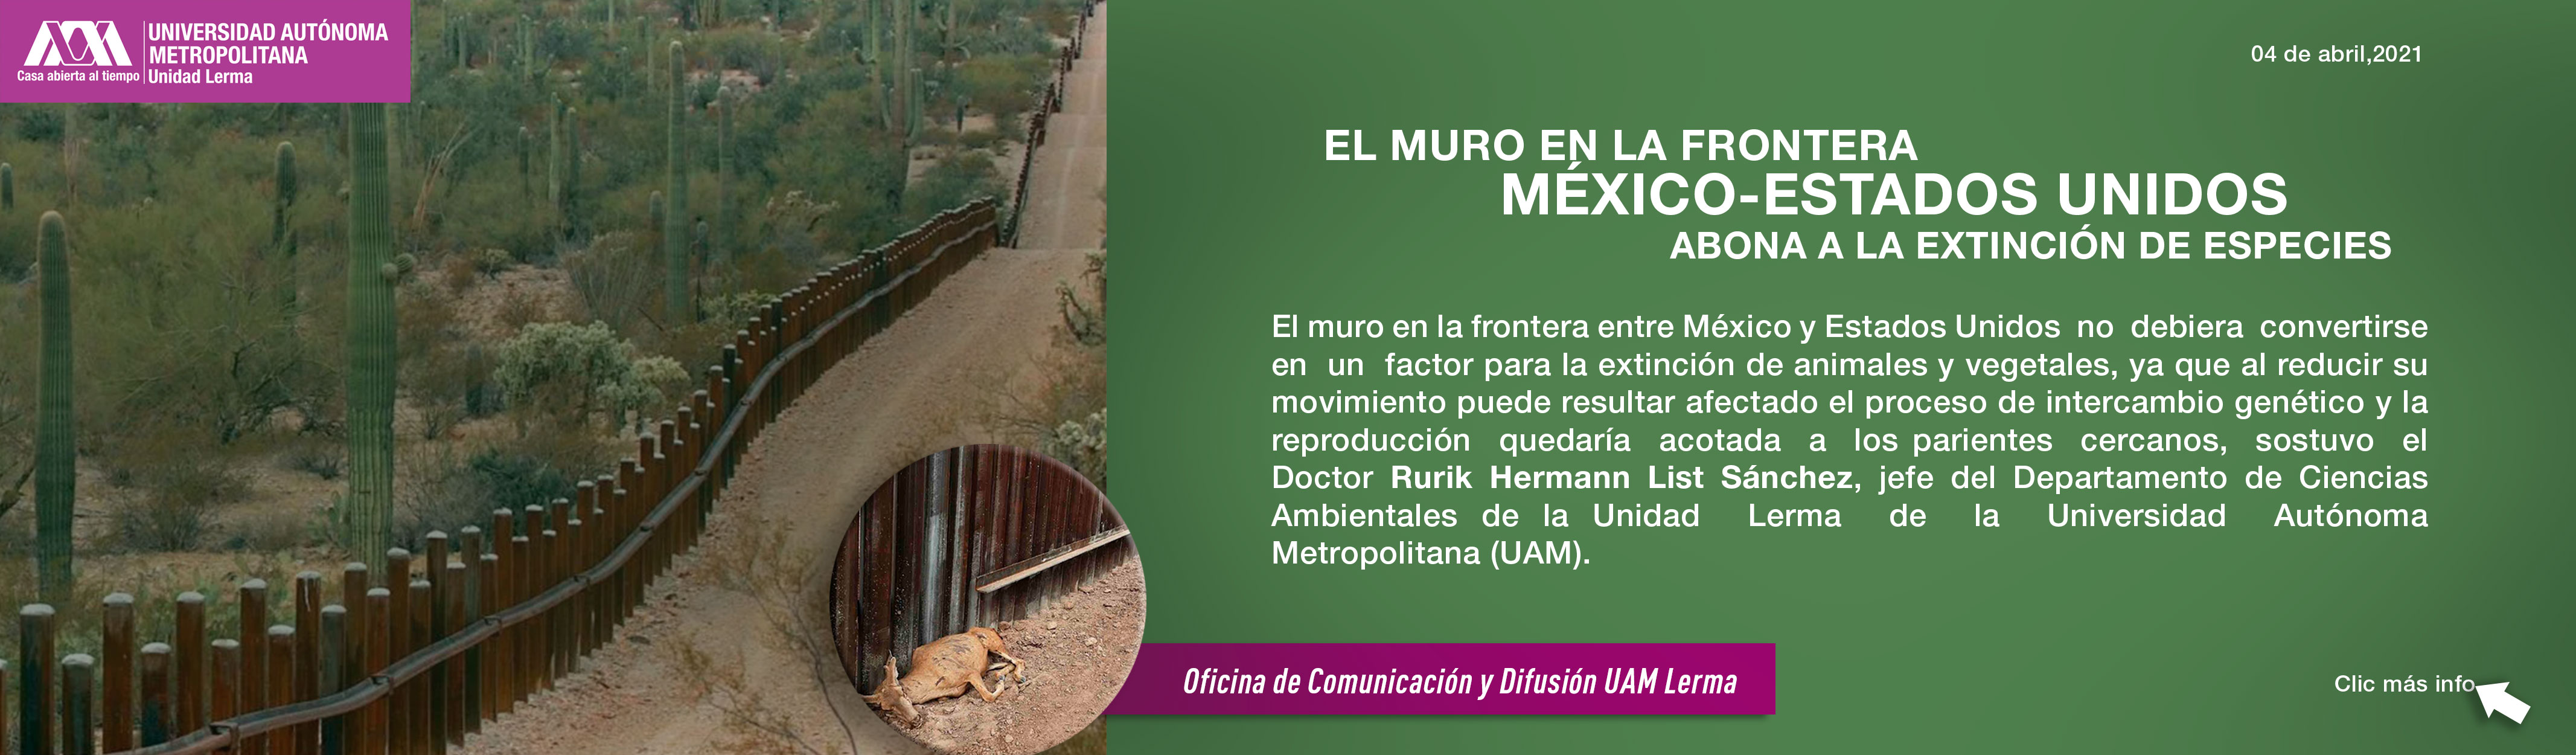 UNIVERSIDAD AUTÓNOMA
METROPOLITANA
Casa abierta al tiempo Unidad Lerma
04 de abril,2021
EL MURO EN LA FRONTERA
MÉXICO-ESTADOS UNIDOS
ABONA A LA EXTINCIÓN DE ESPECIES
El muro en la frontera entre México y Estados Unidos no debiera convertirse
en un factor para la extinción de animales y vegetales, ya que al reducir su
movimiento puede resultar afectado el proceso de intercambio genético y la
reproducción quedaría acotada a los parientes cercanos, sostuvo el
Doctor Rurik Hermann List Sánchez, jefe del Departamento de Ciencias
Ambientales de la Unidad Lerma de la Universidad Autónoma
Metropolitana (UAM).
Oficina de Comunicación y Difusión UAM Lerma
Clic más info